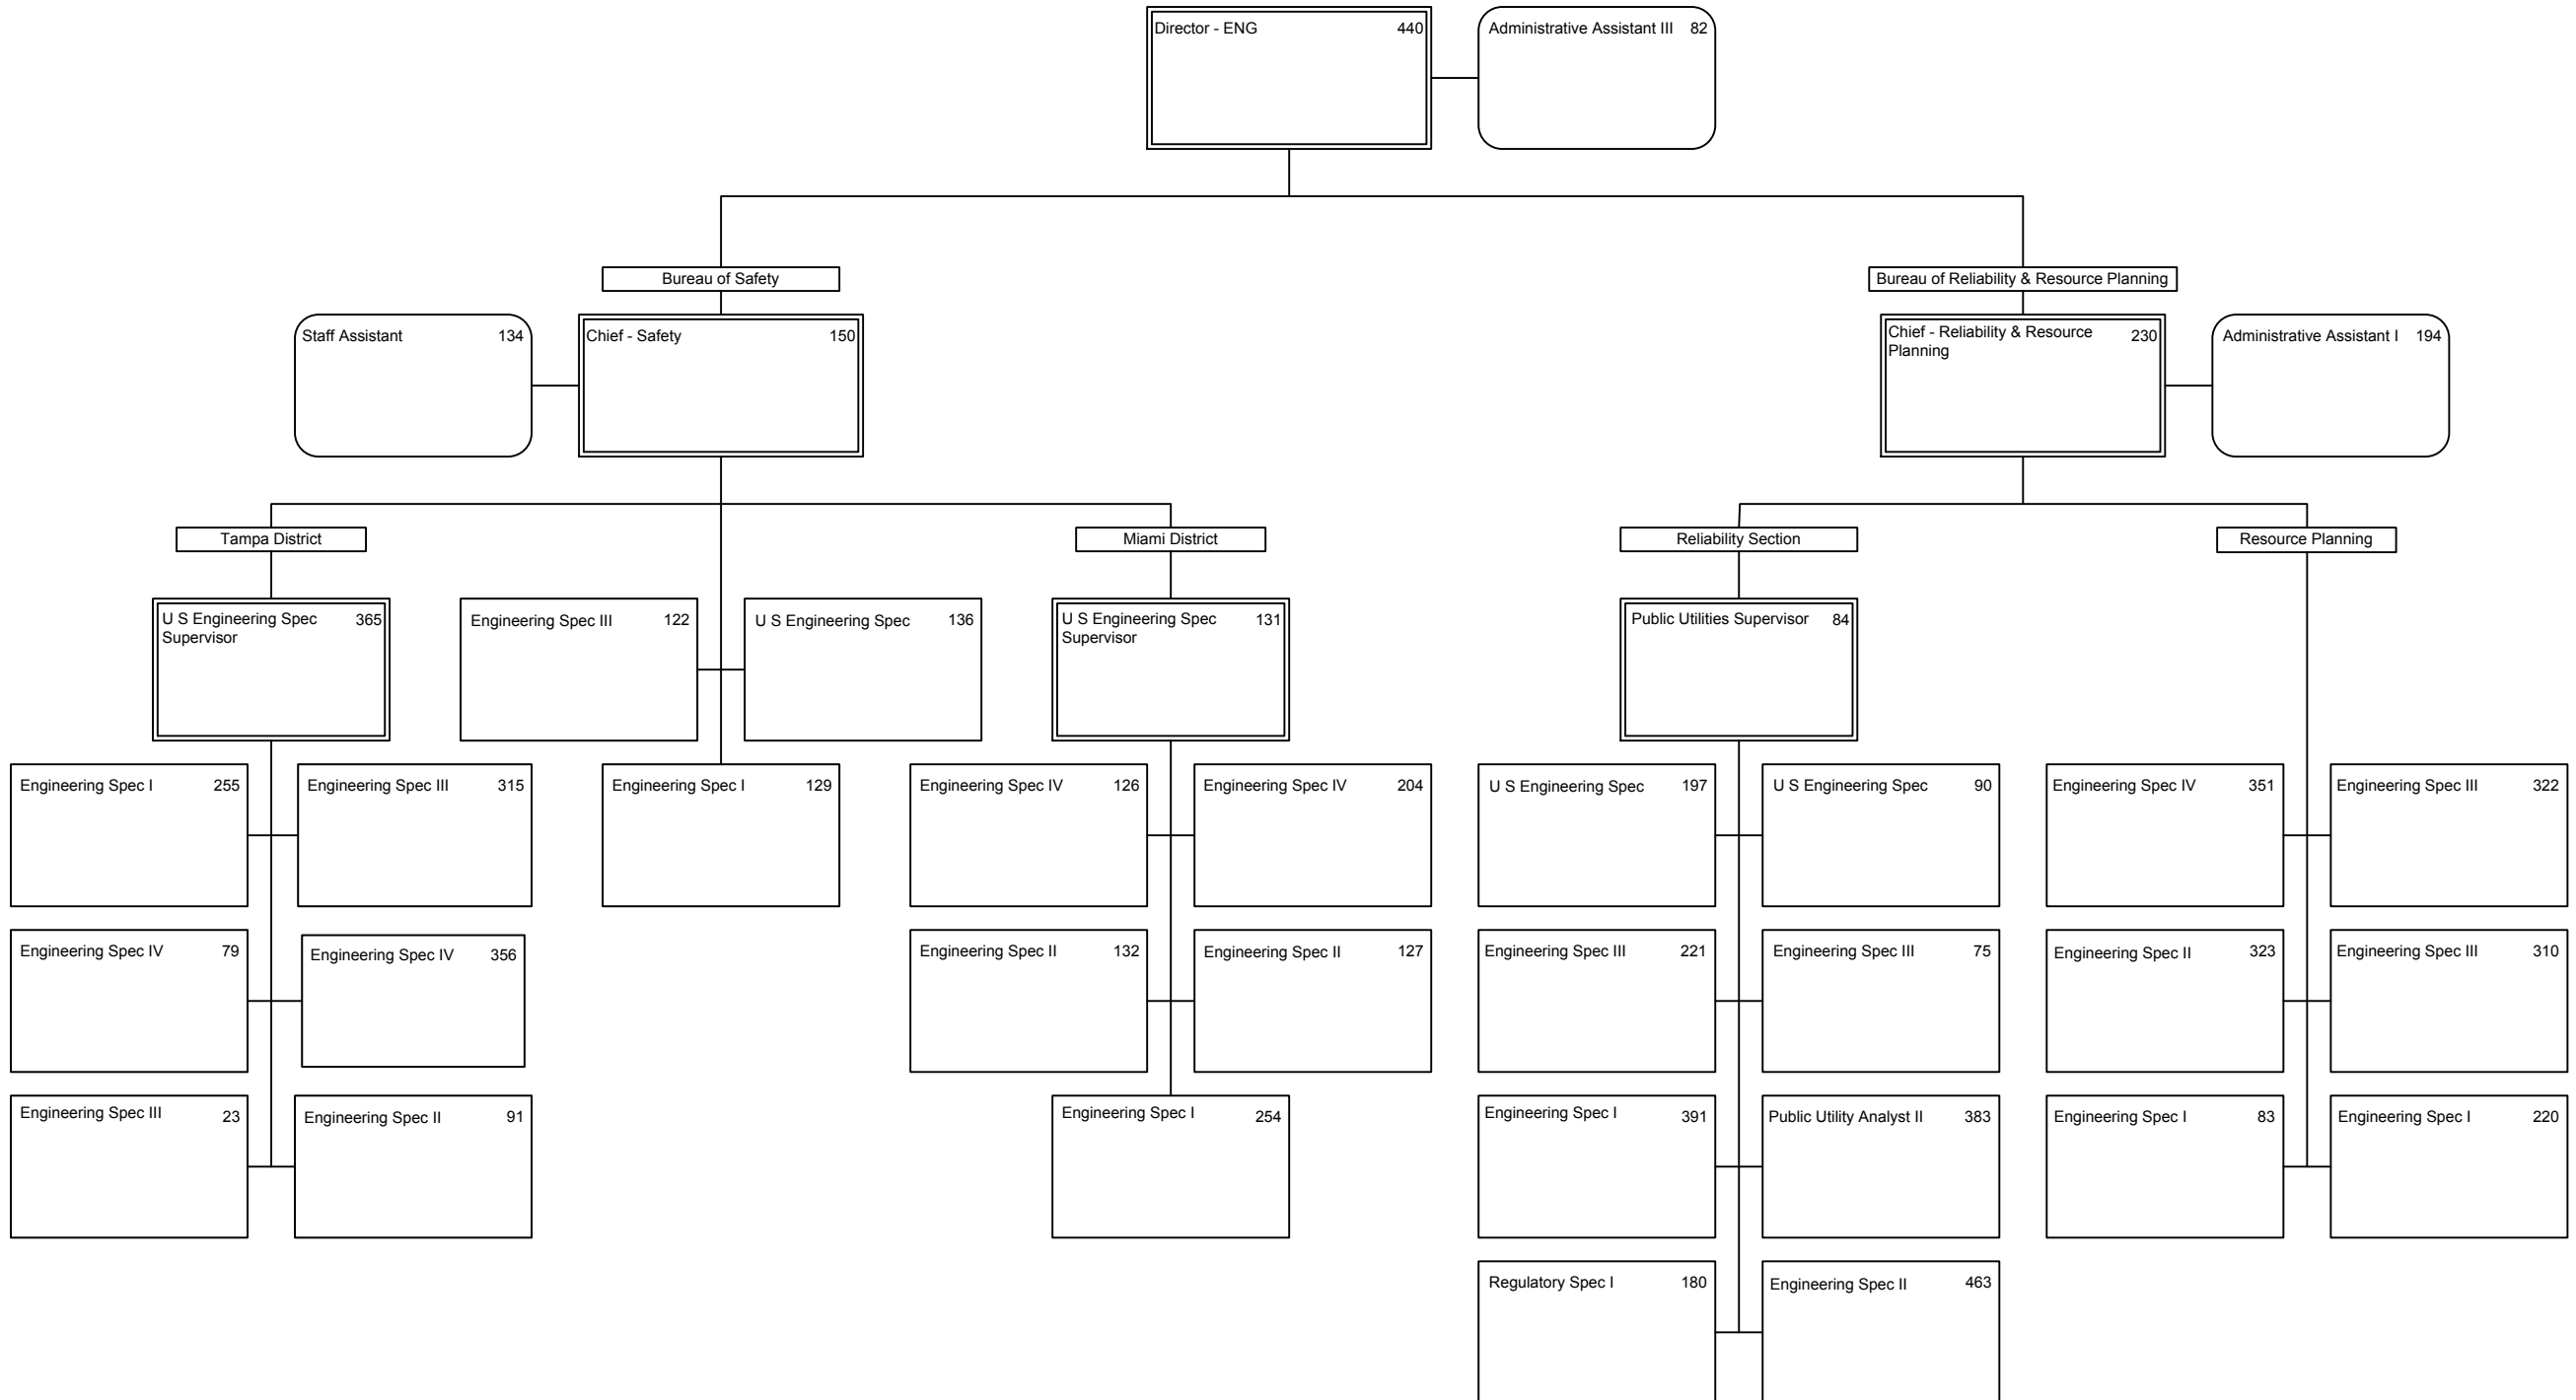 Director - ENG 440
Administrative Assistant III 82
Bureau of Safety
Bureau of Reliability & Resource Planning
Staff Assistant 134
Chief - Safety 150
Chief - Reliability & Resource 230
Planning
Administrative Assistant I 194
Tampa District
Miami District
Reliability Section
Resource Planning
U S Engineering Spec 365
Supervisor
Engineering Spec III 122
U S Engineering Spec 136
U S Engineering Spec 131
Supervisor
Public Utilities Supervisor 84
Engineering Spec I 255
Engineering Spec III 315
Engineering Spec I 129
Engineering Spec IV 126
Engineering Spec IV 204
U S Engineering Spec 197
U S Engineering Spec 90
Engineering Spec IV 351
Engineering Spec III 322
Engineering Spec IV 79
Engineering Spec IV 356
Engineering Spec II 132
Engineering Spec II 127
Engineering Spec III 221
Engineering Spec III 75
Engineering Spec II 323
Engineering Spec III 310
Engineering Spec III 23
Engineering Spec II 91
Engineering Spec I 254
Engineering Spec I 391
Public Utility Analyst II 383
Engineering Spec I 83
Engineering Spec I 220
Regulatory Spec I 180
Engineering Spec II 463